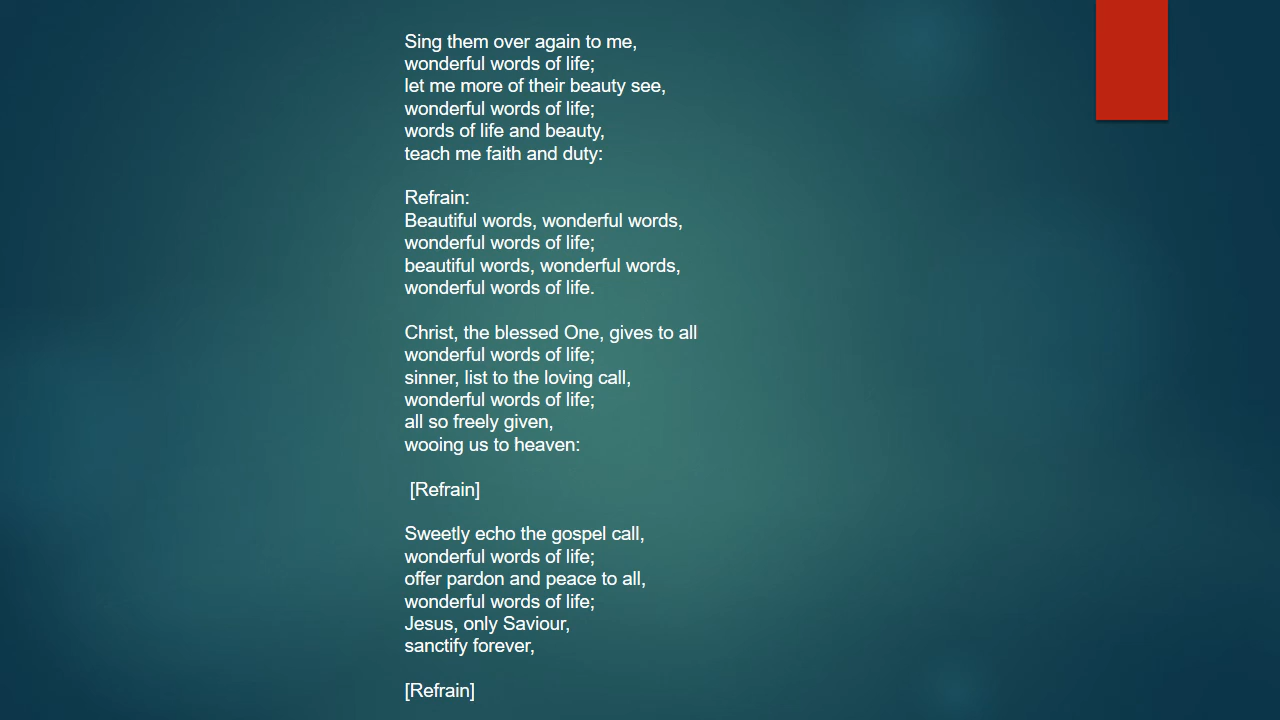 Sing them over again to me,
wonderful words of life;
let me more of their beauty see,
wonderful words of life;
words of life and beauty,
teach me faith and duty:
Refrain:
Beautiful words, wonderful words,
wonderful words of life;
beautiful words, wonderful words,
wonderful words of life.
Christ, the blessed One, gives to all
wonderful words of life;
sinner, list to the loving call,
wonderful words of life;
all so freely given,
wooing us to heaven:
[Refrain]
Sweetly echo the gospel call,
wonderful words of life;
offer pardon and peace to all,
wonderful words of life;
Jesus, only Saviour,
sanctify forever,
[Refrain]